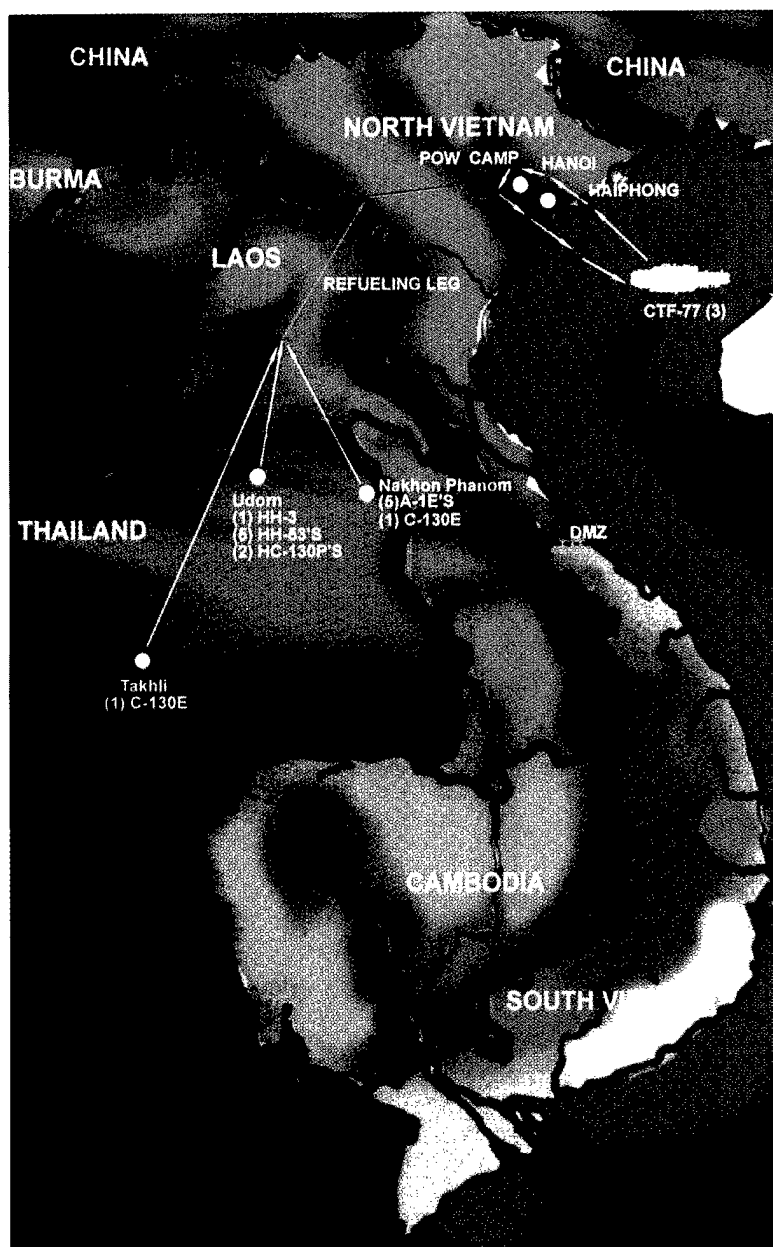 CHINA
CHINA
NORTH VIETNAM
POW CAMP
HANOI
BURMA
HAIPHONG
LAOS
REFUELING LEG
CTF-77 (3)
Udorn
(1) HH-3
(5) HH-53'S
(2) HC-130P'S
Nakhon Phanom
(5)A-1E'S
(1) C-130E
THAILAND
DMZ
Takhli
(1) C-130E
CAMBODIA
SOUTH